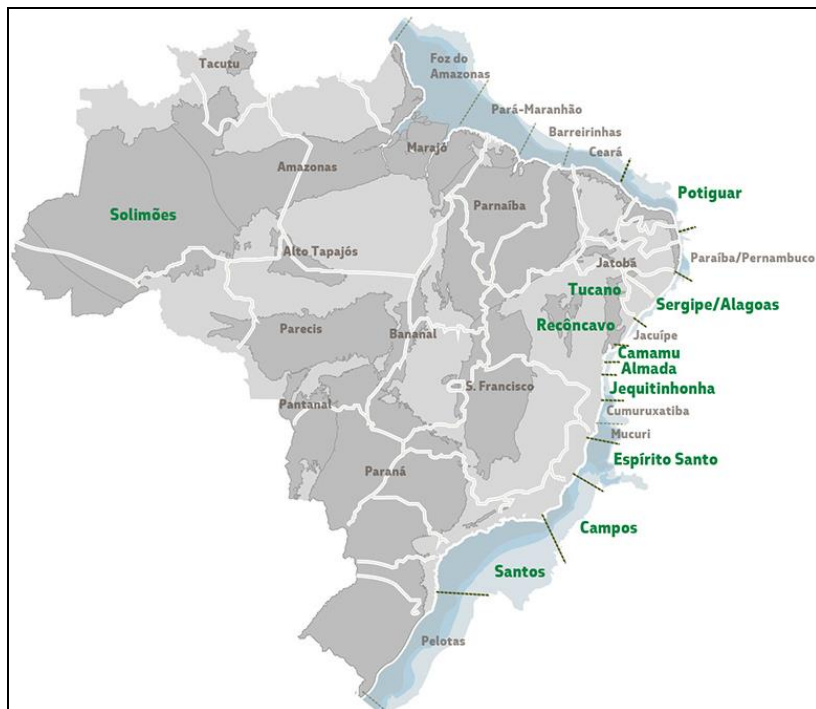 Tacutu
Foz do
Amazonas
Pará-Maranhão
Barreirinhas
Ceará
Marajó
Amazonas
Potiguar
Solimões
Parnaíba
Alto Tapajós
Jatobá
Paraíba/Pernambuco
Tucano
Sergipe/Alagoas
Recôncavo
Jacuípe
Parecis
Bananal
Camamu
Almada
S. Francisco
Jequitinhonha
Pantanal
Cumuruxatiba
Mucuri
Espírito Santo
Paraná
Campos
Santos
Pelotas